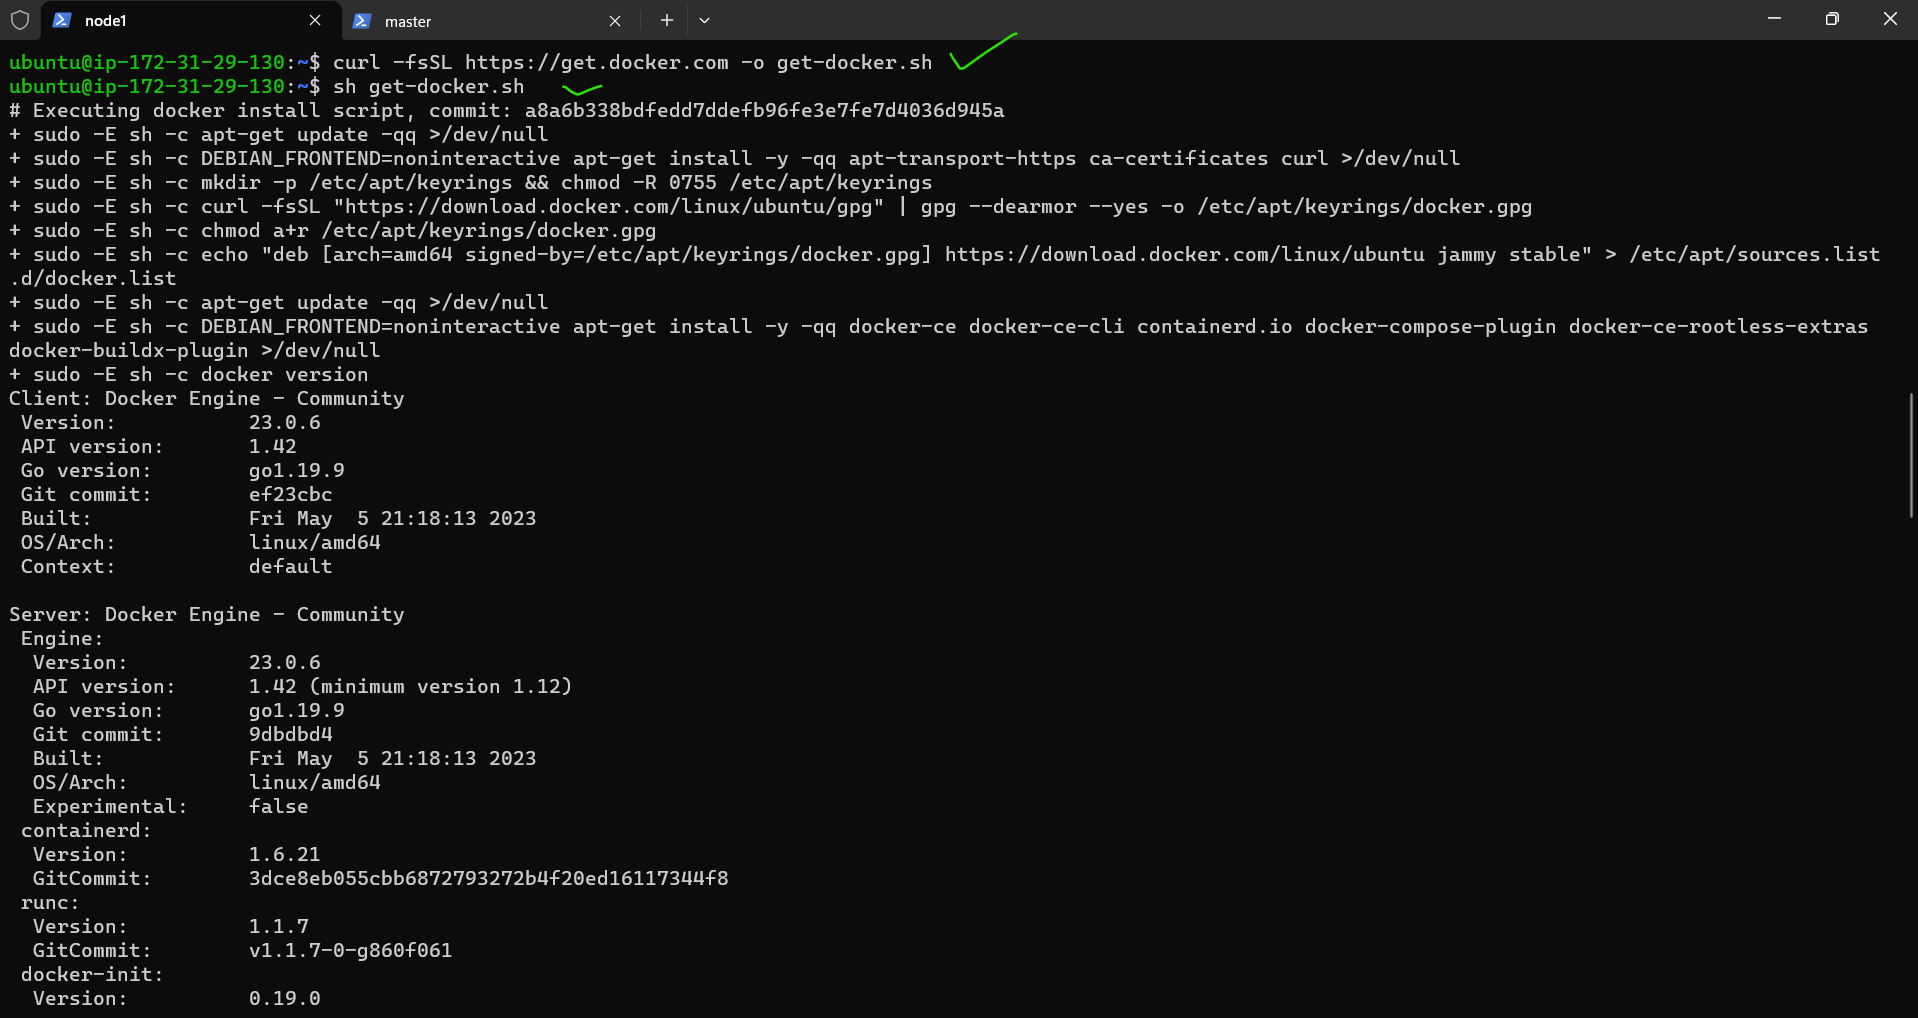 node1
master
ubuntu@ip-172-31-29-130:~$ curl -fsSL https://get.docker.com -o get-docker.sh
ubuntu@ip-172-31-29-130:~$ sh get-docker.sh
# Executing docker install script, commit: a8a6b338bdfedd7ddefb96fe3e7fe7d4036d945a
+ sudo -E sh -c apt-get update -qq >/dev/null
+ sudo -E sh -c DEBIAN_FRONTEND=noninteractive apt-get install -y -qq apt-transport-https ca-certificates curl >/dev/null
+ sudo -E sh -c mkdir -p /etc/apt/keyrings && chmod -R 0755 /etc/apt/keyrings
+ sudo -E sh -c curl -fsSL "https://download.docker.com/linux/ubuntu/gpg" | gpg --dearmor --yes -o /etc/apt/keyrings/docker.gpg
+ sudo -E sh -c chmod a+r /etc/apt/keyrings/docker.gpg
+ sudo -E sh -c echo "deb [arch=amd64 signed-by=/etc/apt/keyrings/docker.gpg] https://download.docker.com/linux/ubuntu jammy stable" > /etc/apt/sources.list
.d/docker.list
+ sudo -E sh -c apt-get update -qq >/dev/null
+ sudo -E sh -c DEBIAN_FRONTEND=noninteractive apt-get install -y -qq docker-ce docker-ce-cli containerd.io docker-compose-plugin docker-ce-rootless-extras
docker-buildx-plugin >/dev/null
+ sudo -E sh -c docker version
Client: Docker Engine - Community
Version: 23.0.6
API version: 1.42
Go version: go1.19.9
Git commit: ef23cbc
Built: Fri May  5 21:18:13 2023
OS/Arch: linux/amd64
Context: default
Server: Docker Engine - Community
Engine:
Version: 23.0.6
API version: 1.42 (minimum version 1.12)
Go version: go1.19.9
Git commit: 9dbdbd4
Built: Fri May  5 21:18:13 2023
OS/Arch: linux/amd64
Experimental: false
containerd:
Version: 1.6.21
GitCommit: 3dce8eb055cbb6872793272b4f20ed16117344f8
runc:
Version: 1.1.7
GitCommit: v1.1.7-0-g860f061
docker-init:
Version: 0.19.0